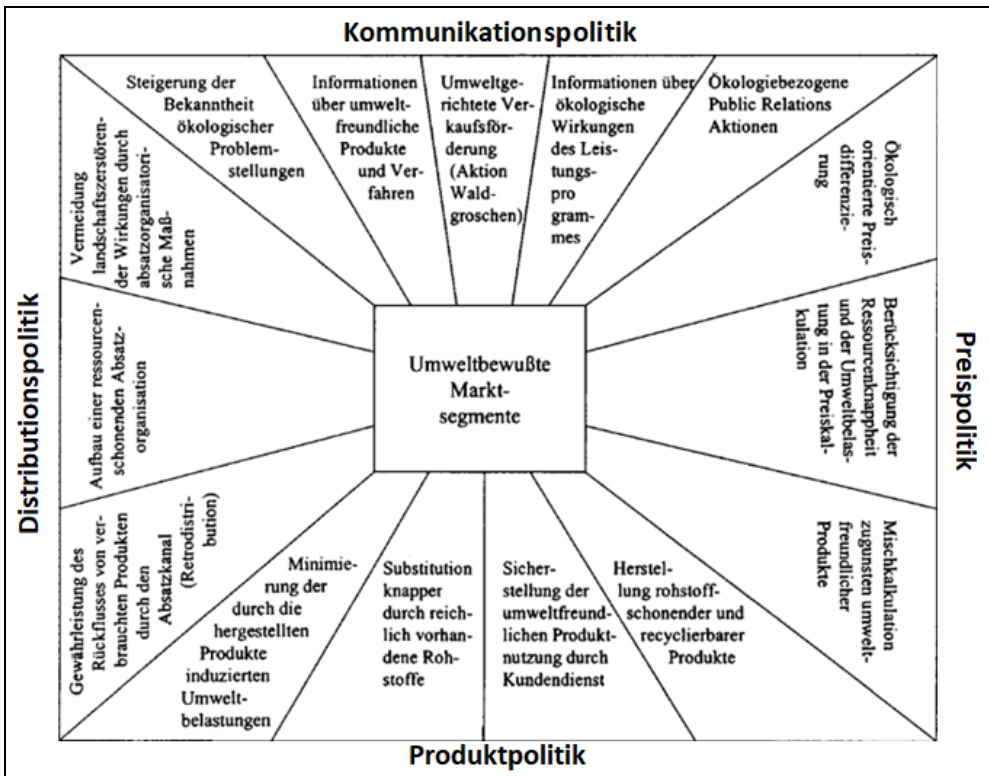 Kommunikationspolitik
Steigerung der
Bekanntheit
ökologischer
Problem-
stellungen
Informationen
über umwelt-
freundliche
Produkte
und Ver-
fahren
Umweltge-
richtete Ver-
kaufsför-
derung
(Aktion
Wald-
groschen)
Informationen über
ökologische
Wirkungen
des Leis-
tungs-
pro
gram-
mes
Ökologiebezogene
Public Relations
Aktionen
Ökologisch
orientierte Preis-
differenzie-
rung
Berücksichtigung der
Ressourcenknappheit
und der Umweltbelas-
tung in der Preiskal-
kulation
Mischkalkulation
zugunsten umwelt-
freundlicher
Produkte
Preispolitik
Distributionspolitik
Vermeidung
landschaftszerstören-
der Wirkungen durch
absatzorganisatori-
sche Maß-
nahmen
Aufbau einer ressourcen-
schonenden Absatz-
organisation
Gewährleistung des
Rückflusses von ver-
brauchten Produkten
durch den
Absatzkanal
(Retrodistri-
bution)
Umweltbewußte
Markt-
segmente
Minimie-
rung der
durch die
hergestellten
Produkte
induzierten
Umwelt-
belastungen
Substitution
knapper
durch reich-
lich vorhan-
dene Roh-
stoffe
Sicher-
stellung der
umweltfreund-
lichen Produkt-
nutzung durch
Kundendienst
Herstel-
lung rohstoff-
schonender und
recyclierbarer
Produkte
Produktpolitik